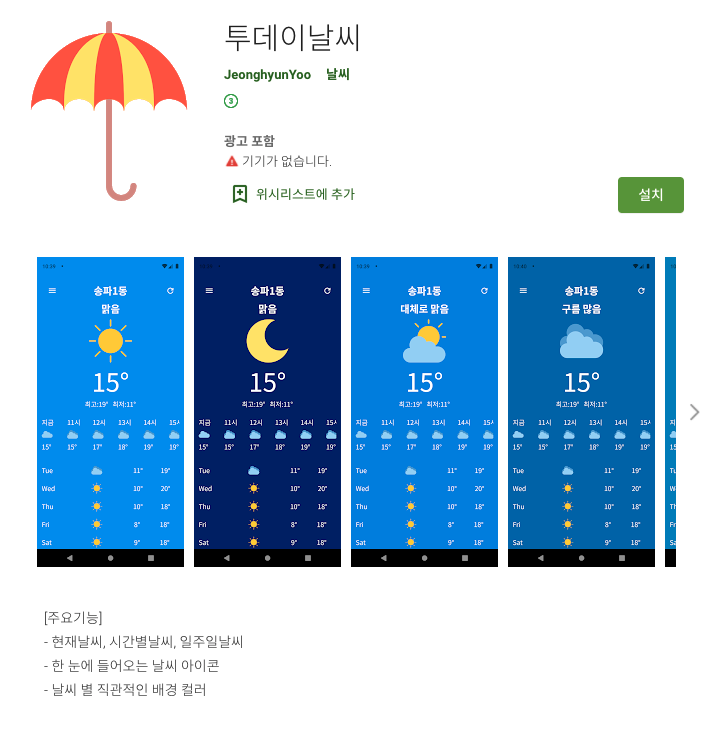 투데이날씨
JeonghyunYoo 날씨
3
광고 포함
기기가 없습니다.
위시리스트에 추가
설치
송파1동
맑음
15°
최고:19° 최저:11°
지금 11시 12시 13시 14시 15시
15° 15° 17° 18° 19° 19°
Tue 11° 19°
Wed 10° 20°
Thu 10° 18°
Fri 8° 18°
Sat 9° 18°
송파1동
맑음
15°
최고:19° 최저:11°
지금 11시 12시 13시 14시 15시
15° 15° 17° 18° 19° 19°
Tue 11° 19°
Wed 10° 20°
Thu 10° 18°
Fri 8° 18°
Sat 9° 18°
송파1동
대체로 맑음
15°
최고:19° 최저:11°
지금 11시 12시 13시 14시 15시
15° 15° 17° 18° 19° 19°
Tue 11° 19°
Wed 10° 20°
Thu 10° 18°
Fri 8° 18°
Sat 9° 18°
송파1동
구름 많음
15°
최고:19° 최저:11°
지금 11시 12시 13시 14시 15시
15° 15° 17° 18° 19° 19°
Tue 11° 19°
Wed 10° 20°
Thu 10° 18°
Fri 8° 18°
Sat 9° 18°
[주요기능]
- 현재날씨, 시간별날씨, 일주일날씨
- 한 눈에 들어오는 날씨 아이콘
- 날씨 별 직관적인 배경 컬러